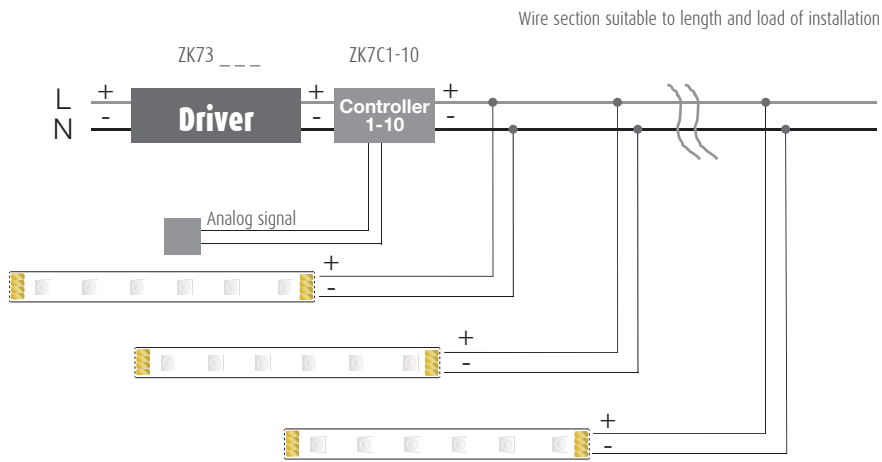 Wire section suitable to length and load of installation
ZK73 _ _ _
ZK7C1-10
L + + +
Driver
Controller
1-10
N - - -
Analog signal
+
-
+
-
+
-